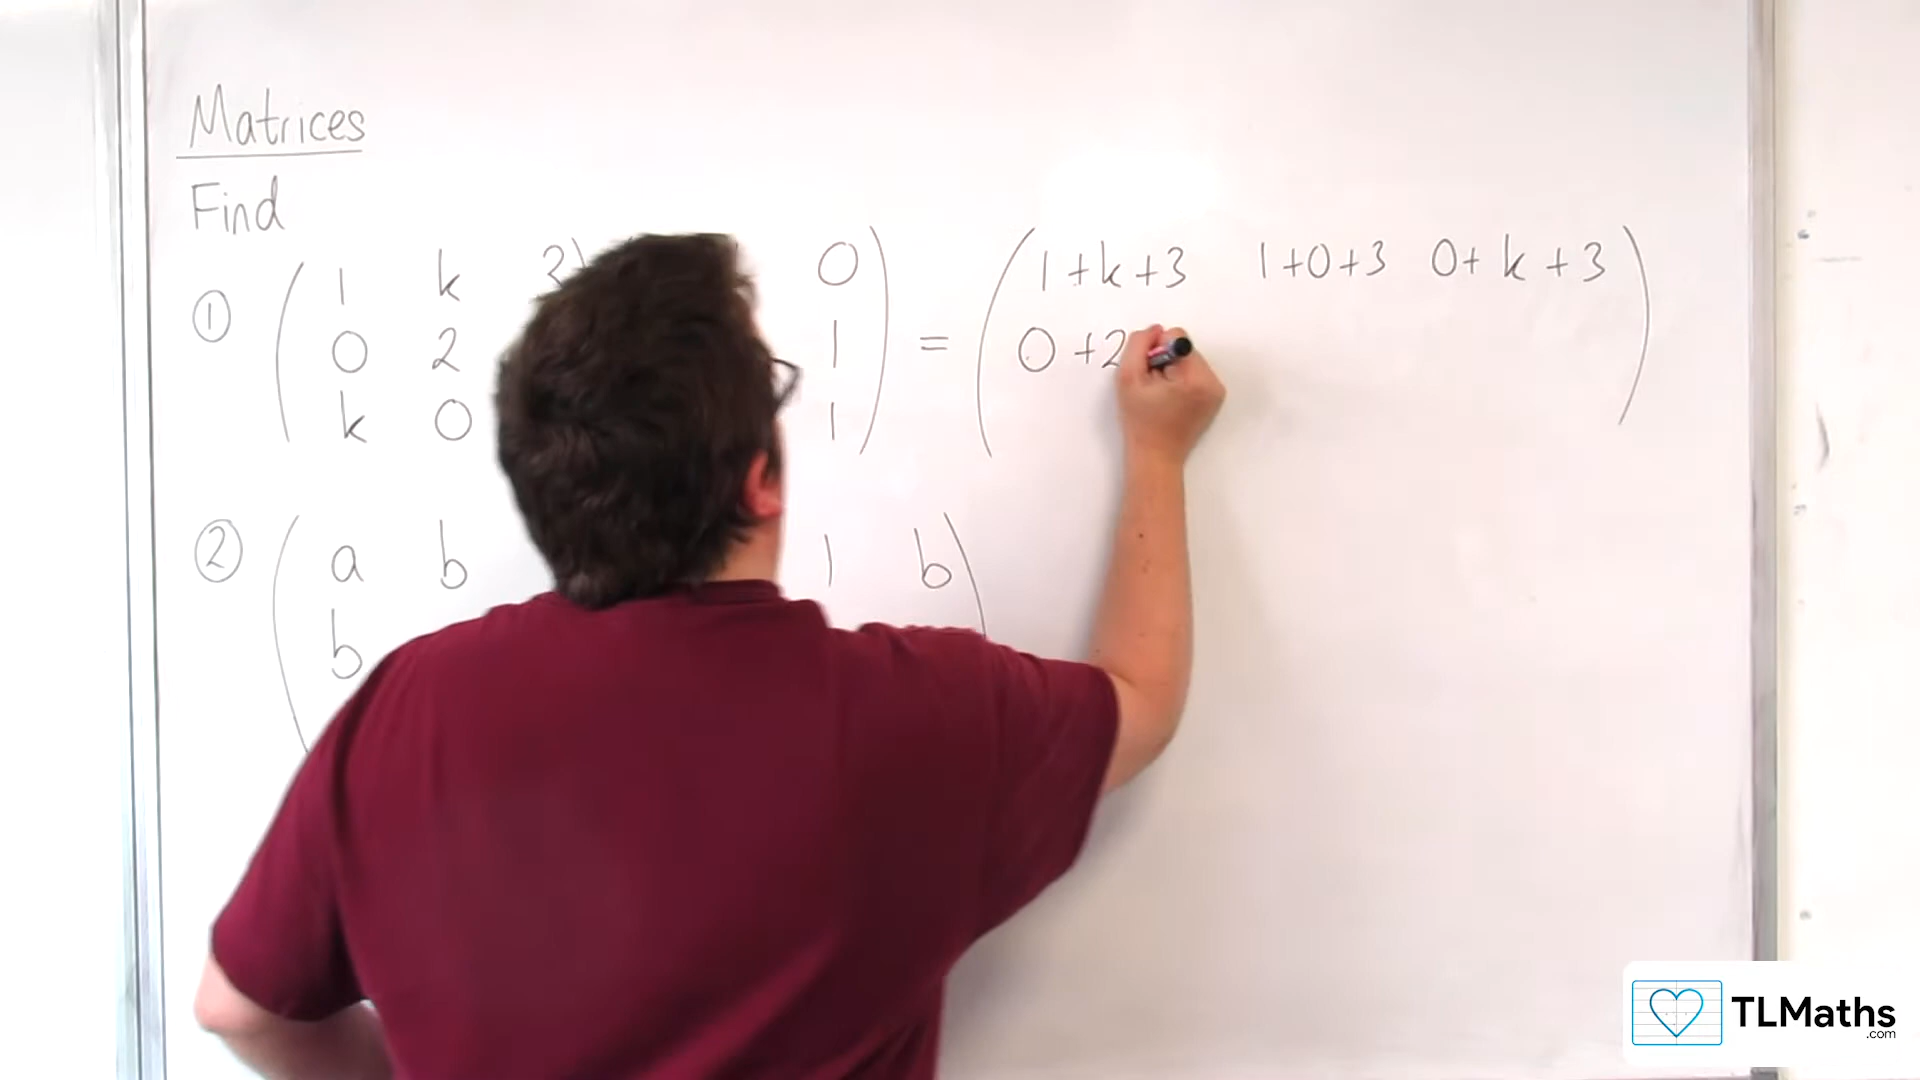 Matrices
Find
① ( 1 k 3) 0 ) = ( 1+k+3 1+0+3 0+k+3 )
0 2 1 0+2
k 0 1
② ( a b 1 b )
b
TLMaths
.com